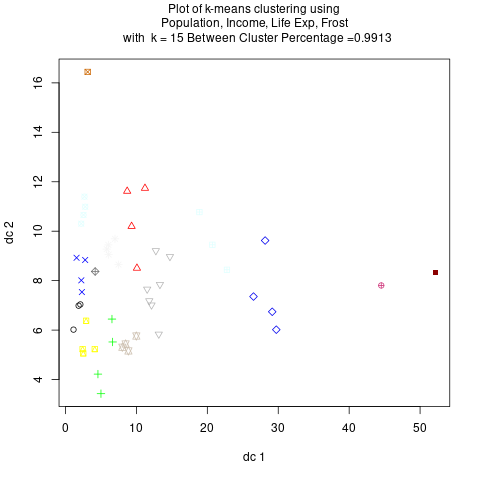 Plot of k-means clustering using
Population, Income, Life Exp, Frost
with k = 15 Between Cluster Percentage =0.9913
16
14
12
10
8
6
4
dc 2
0 10 20 30 40 50
dc 1